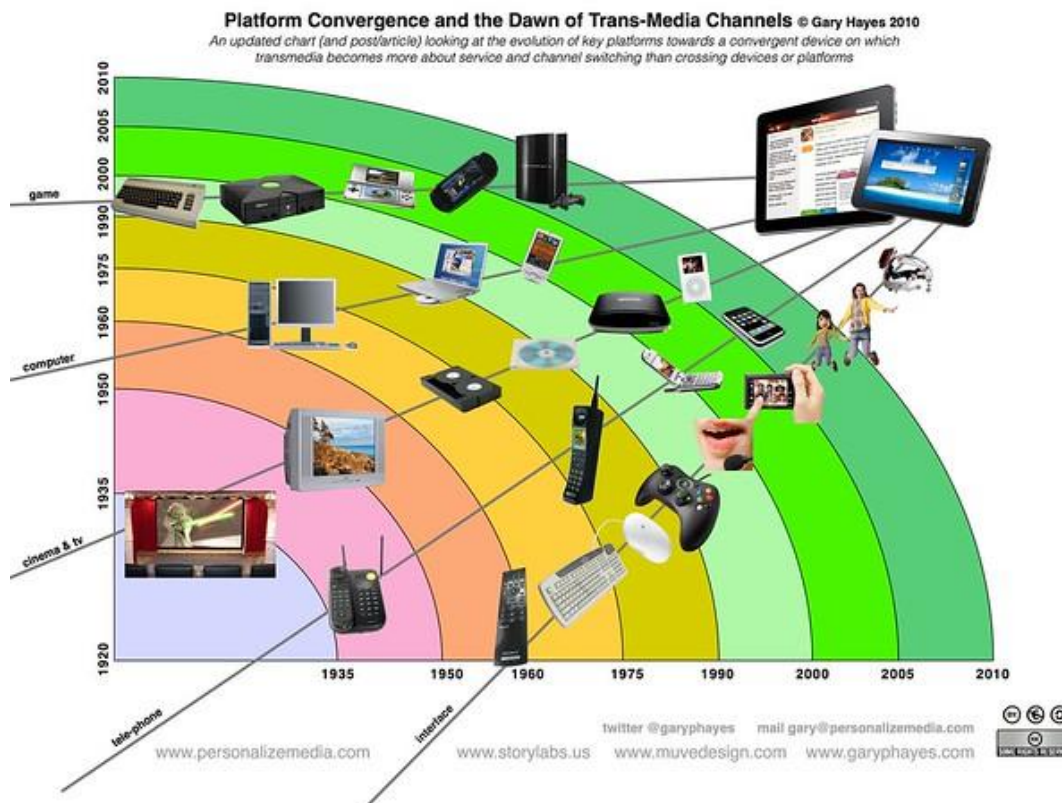 Platform Convergence and the Dawn of Trans-Media Channels © Gary Hayes 2010
An updated chart (and post/article) looking at the evolution of key platforms towards a convergent device on which
transmedia becomes more about service and channel switching than crossing devices or platforms
2010
2005
2000
1990
1975
1960
1950
1935
1920
game
computer
cinema & tv
tele-phone
interface
1935
1950
1960
1975
1990
2000
2005
2010
twitter @garyphayes mail gary@personalizemedia.com
www.personalizemedia.com www.storylabs.us www.muvedesign.com www.garyphayes.com